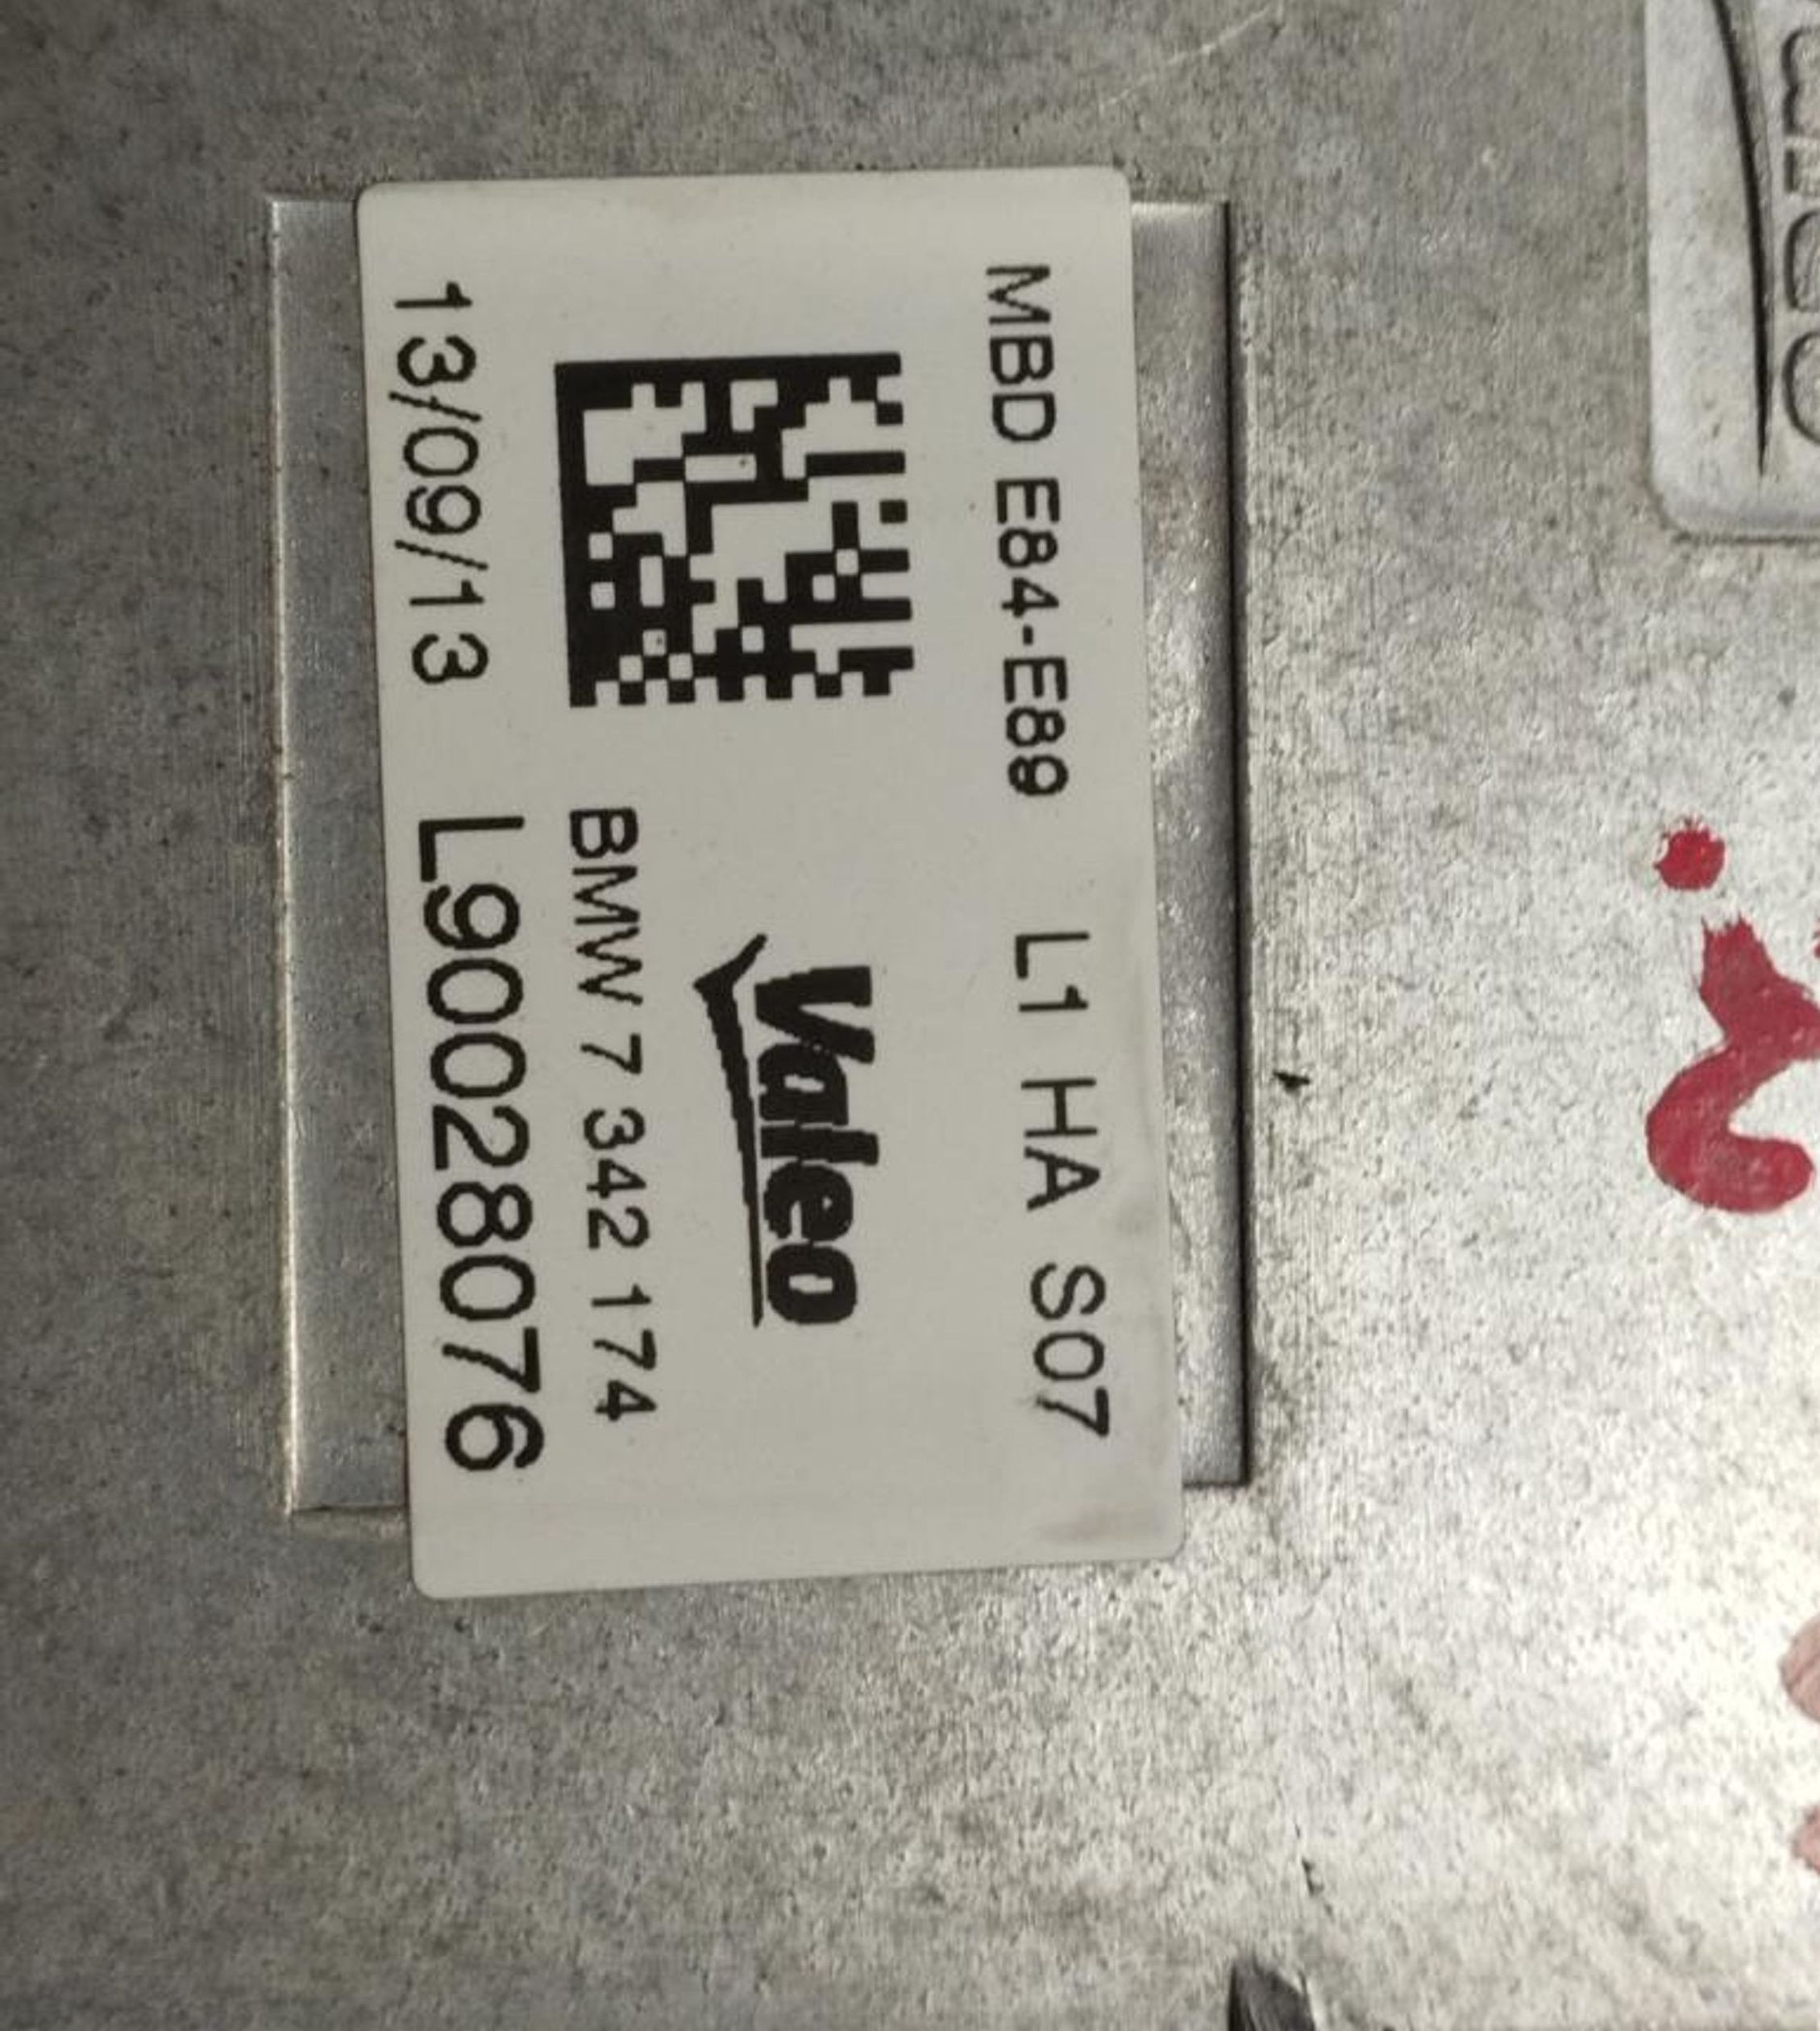 MBD E84-E89 L1 HA S07
Valeo
BMW 7 342 174
13/09/13 L90028076